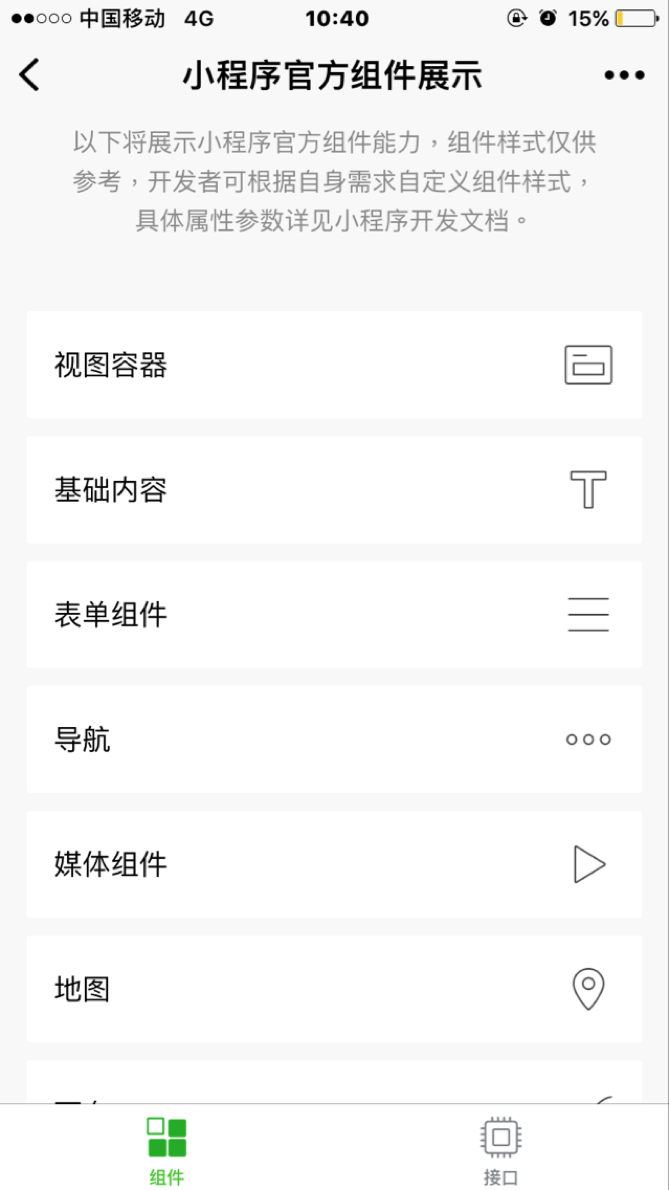 中国移动 4G 10:40 15%
小程序官方组件展示
以下将展示小程序官方组件能力，组件样式仅供
参考，开发者可根据自身需求自定义组件样式，
具体属性参数详见小程序开发文档。
视图容器
基础内容
表单组件
导航
媒体组件
地图
组件 接口